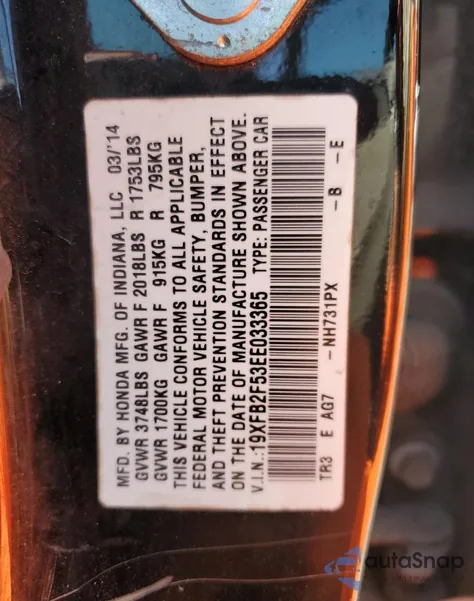 MFD. BY HONDA MFG. OF INDIANA, LLC 03/'14
GVWR 3748LBS GAWR F 2018LBS R 1753LBS
GVWR 1700KG GAWR F 915KG R 795KG
THIS VEHICLE CONFORMS TO ALL APPLICABLE
FEDERAL MOTOR VEHICLE SAFETY, BUMPER,
AND THEFT PREVENTION STANDARDS IN EFFECT
ON THE DATE OF MANUFACTURE SHOWN ABOVE.
V.I.N.:19XFB2F53EE033365 TYPE: PASSENGER CAR
TR3 E AG7 -NH731PX -B -E
autoSnap